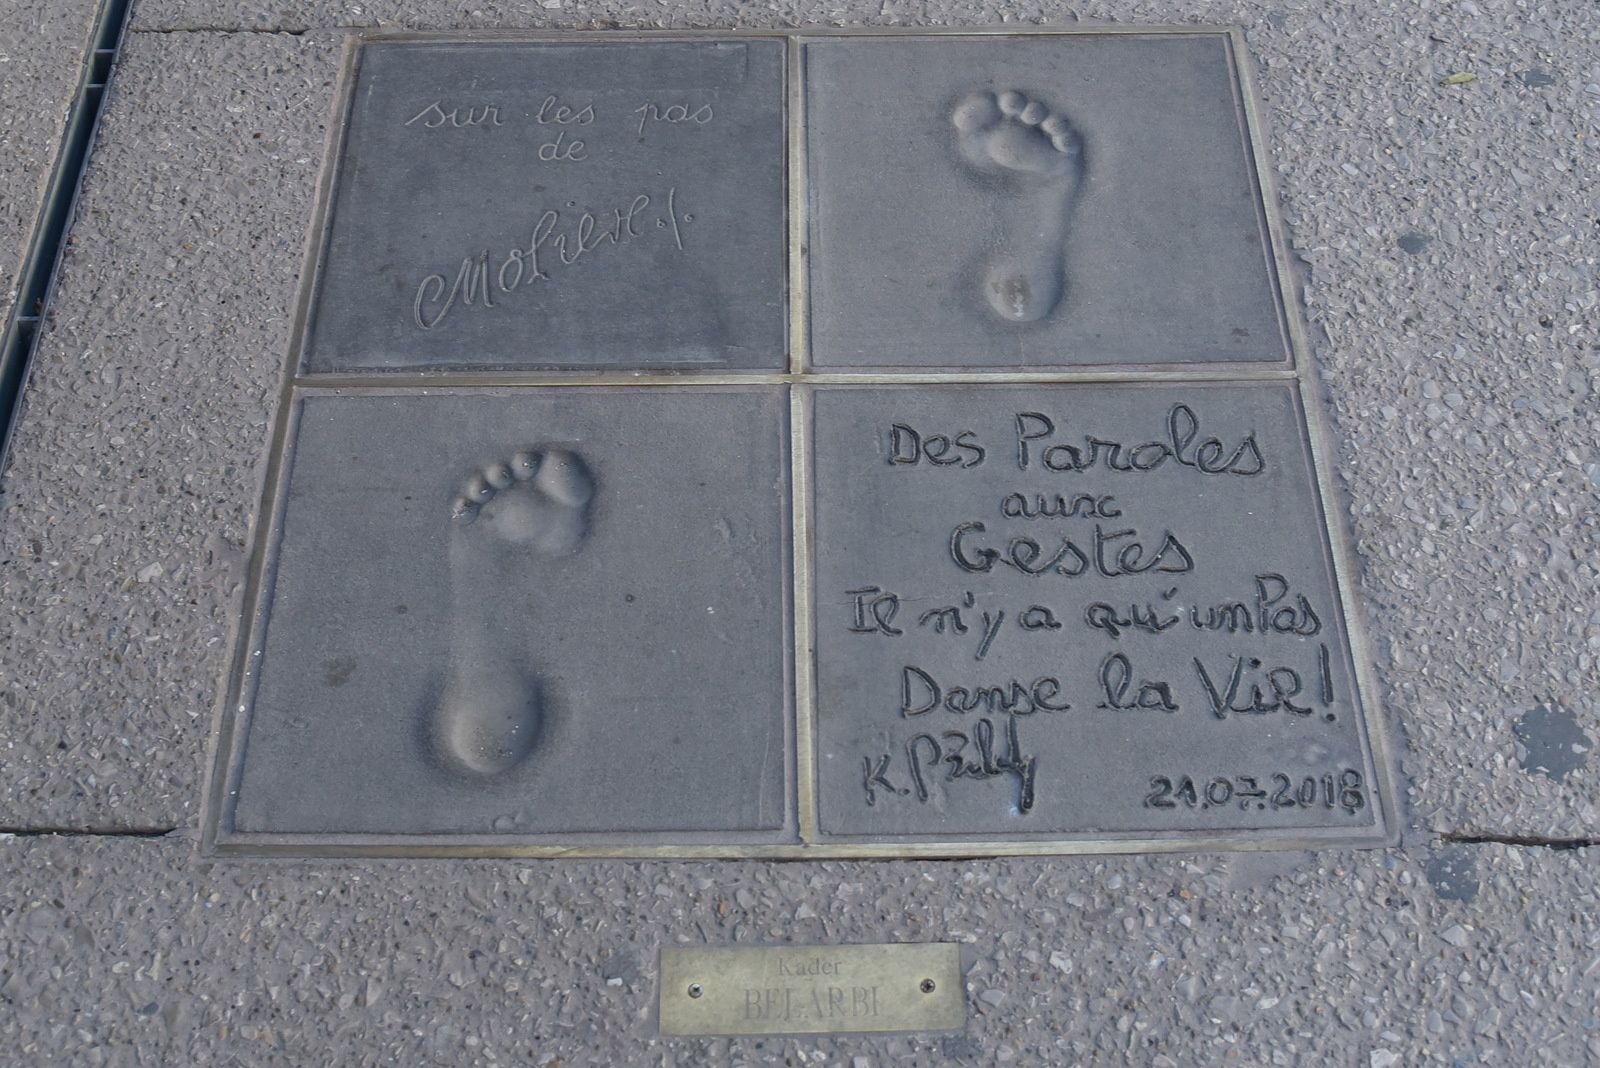 sur les pas
de
Molière
Des Paroles
aux
Gestes
Il n'y a qu'un Pas
Danse la Vie!
K.
21.07.2018
Kader
BELARBI